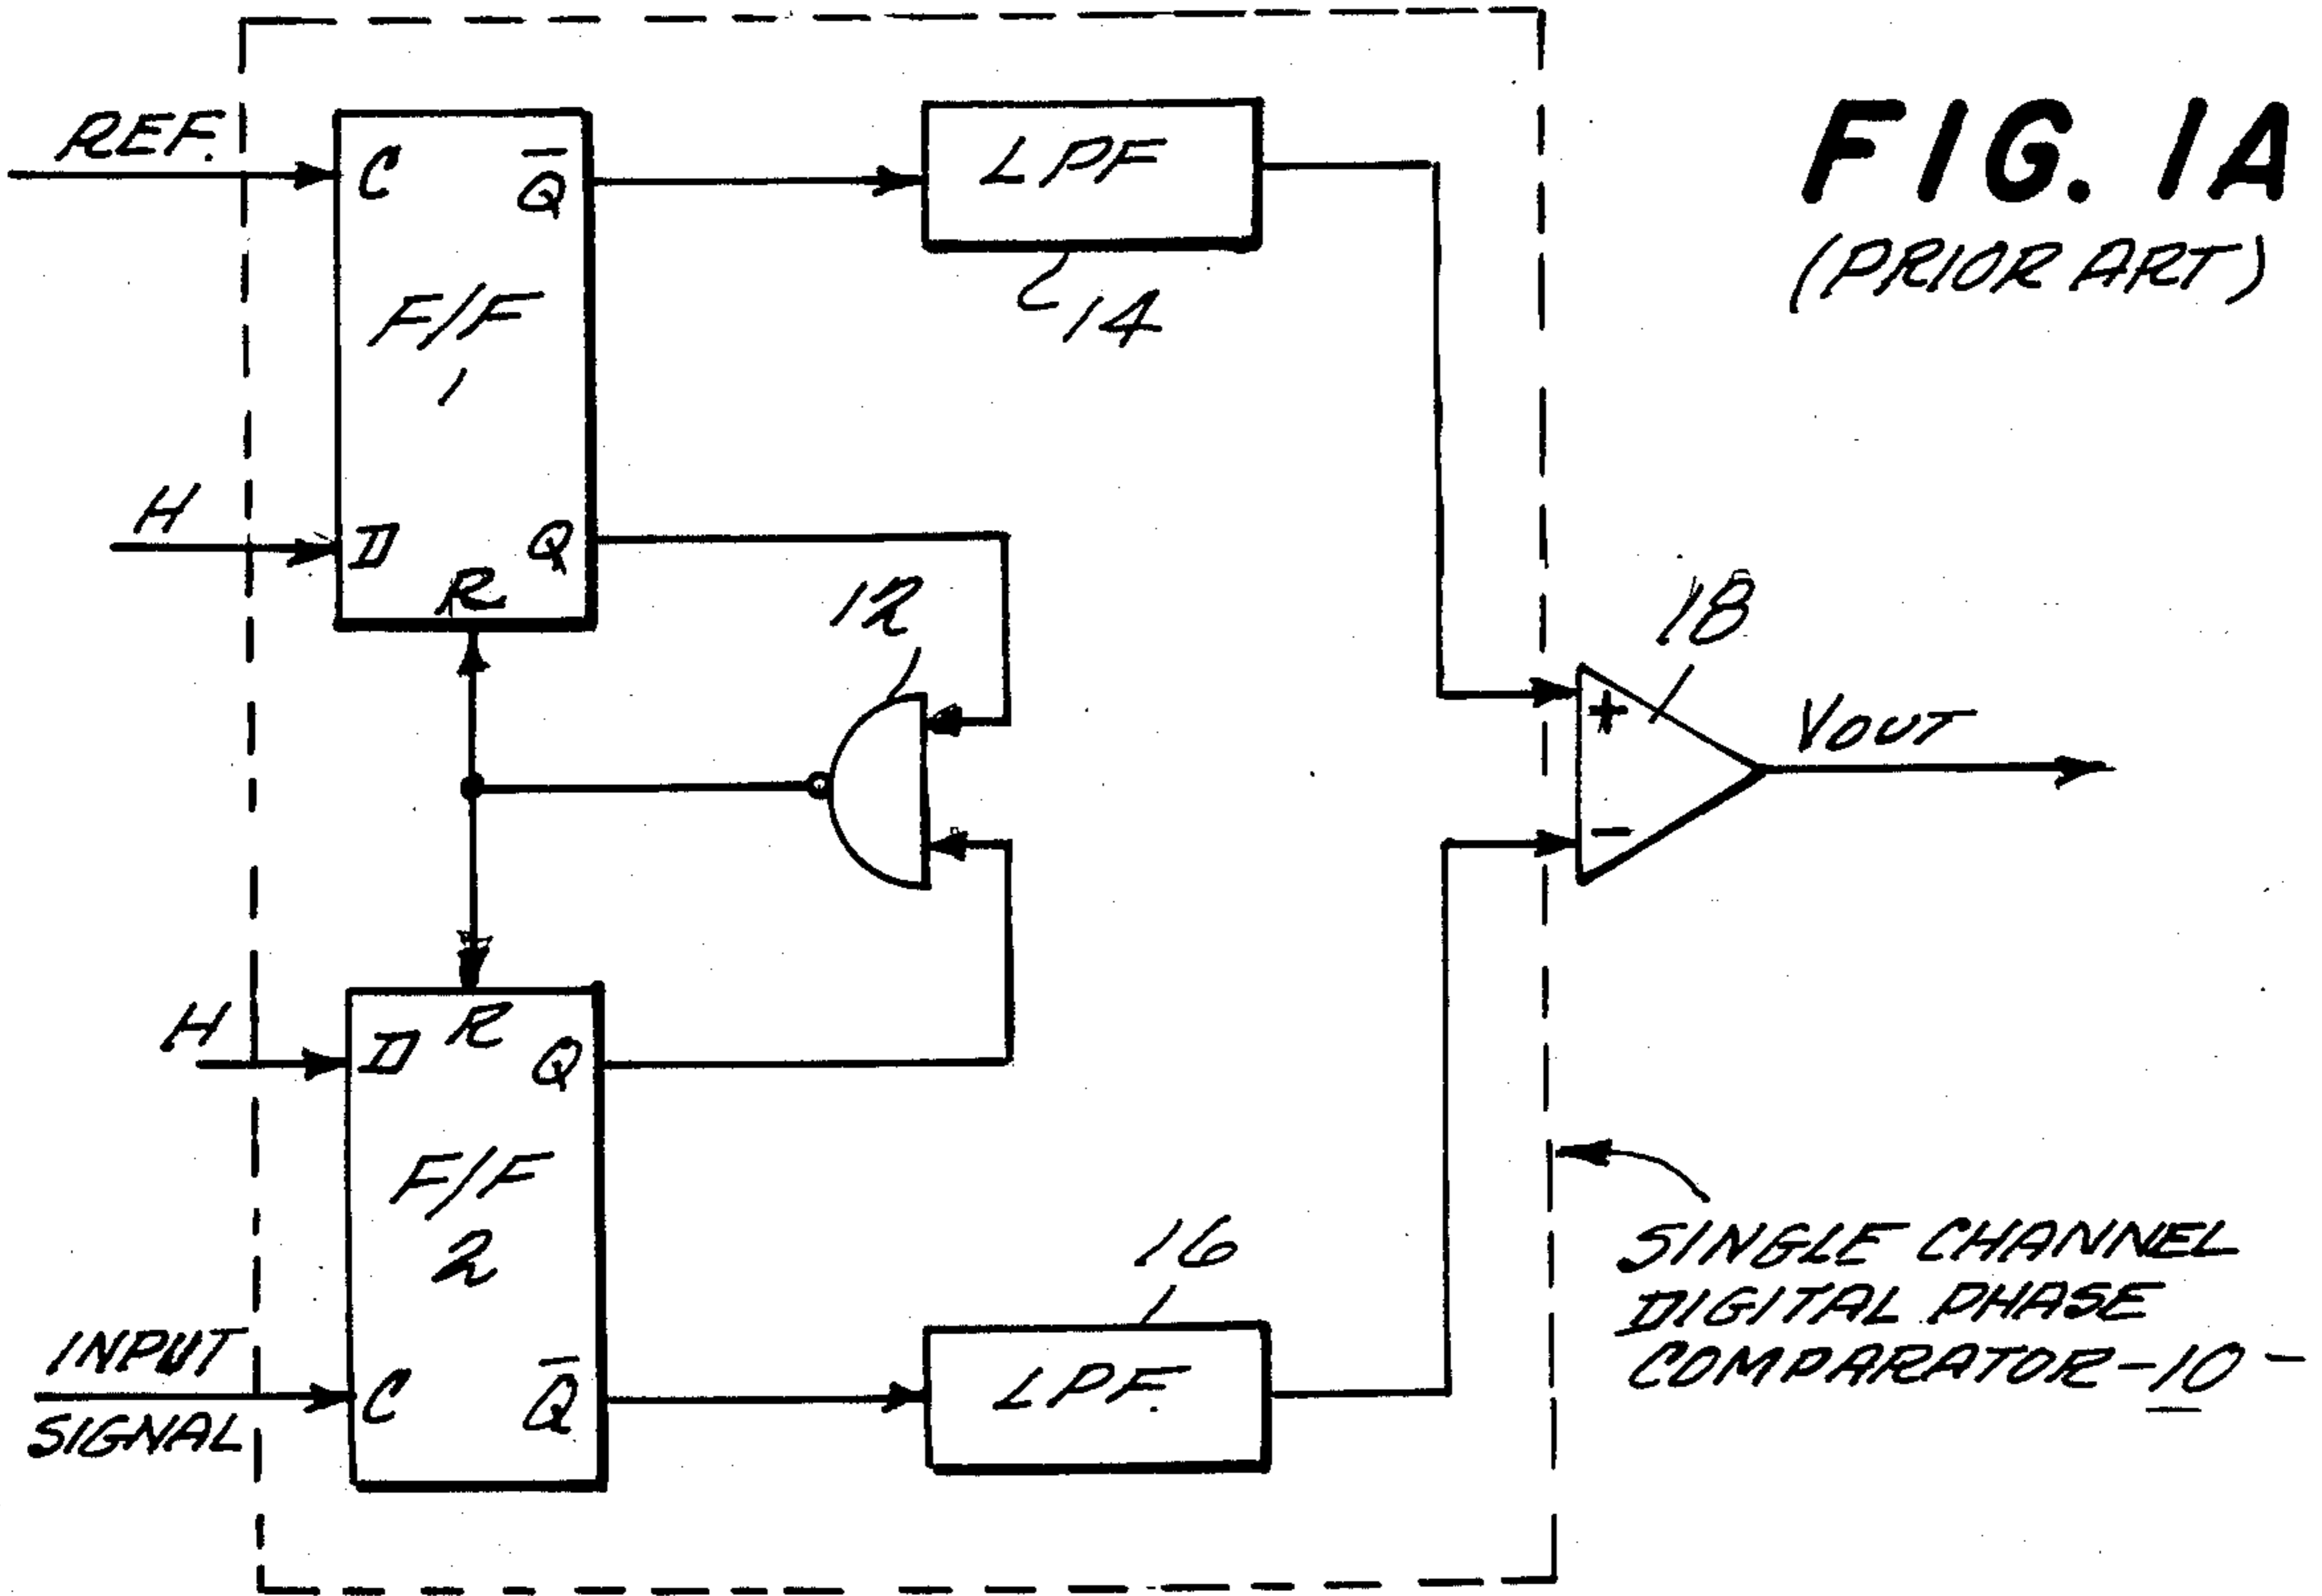 FIG. 1A
(PRIOR ART)
REF.
C
Q̅
F/F
1
H
D
Q
R
LPF
14
12
18
+
-
VOUT
H
D
R
Q
F/F
2
INPUT
SIGNAL
C
Q̅
16
LPF.
SINGLE CHANNEL
DIGITAL PHASE
COMPARATOR-10-